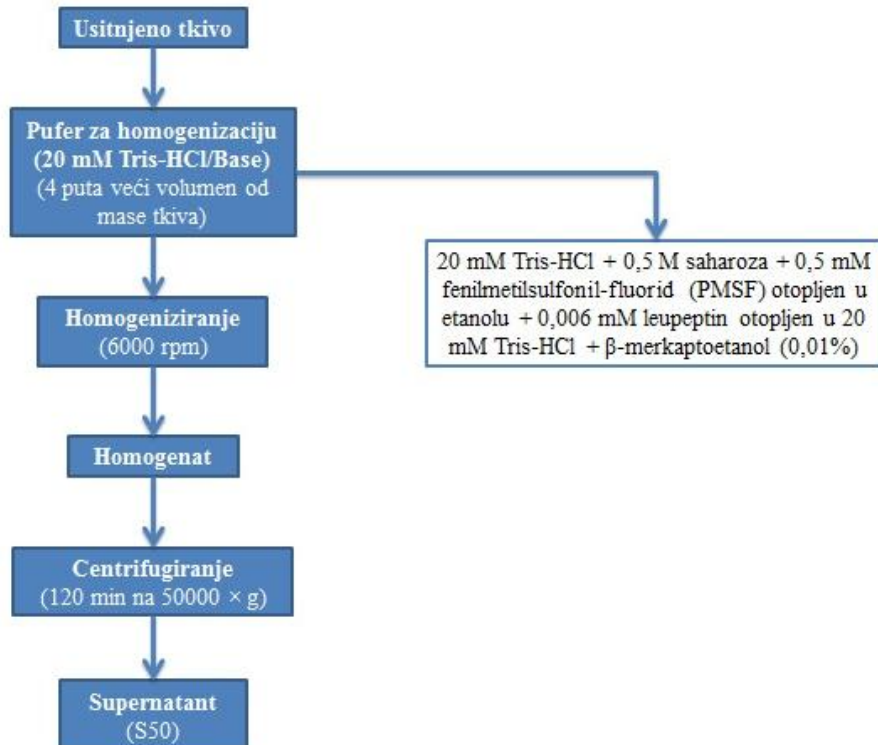 Usitnjeno tkivo
Pufer za homogenizaciju
(20 mM Tris-HCl/Base)
(4 puta veći volumen od
mase tkiva)
20 mM Tris-HCl + 0,5 M saharoza + 0,5 mM
fenilmetilsulfonil-fluorid (PMSF) otopljen u
etanolu + 0,006 mM leupeptin otopljen u 20
mM Tris-HCl + β-merkaptoetanol (0,01%)
Homogeniziranje
(6000 rpm)
Homogenat
Centrifugiranje
(120 min na 50000 × g)
Supernatant
(S50)